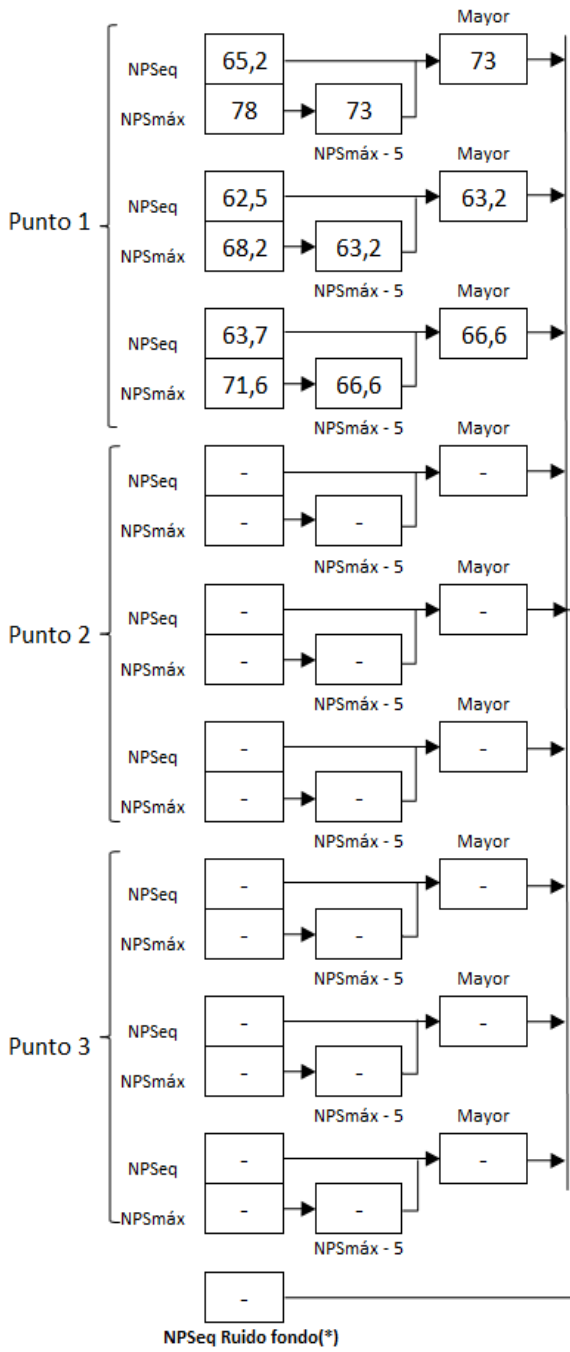 Mayor
NPSeq 65,2 73
NPSmáx 78 73
NPSmáx - 5
Mayor
Punto 1
NPSeq 62,5 63,2
NPSmáx 68,2 63,2
NPSmáx - 5
Mayor
NPSeq 63,7 66,6
NPSmáx 71,6 66,6
NPSmáx - 5
Mayor
NPSeq - -
NPSmáx - -
NPSmáx - 5
Mayor
Punto 2
NPSeq - -
NPSmáx - -
NPSmáx - 5
Mayor
NPSeq - -
NPSmáx - -
NPSmáx - 5
Mayor
NPSeq - -
NPSmáx - -
NPSmáx - 5
Mayor
Punto 3
NPSeq - -
NPSmáx - -
NPSmáx - 5
Mayor
NPSeq - -
NPSmáx - -
NPSmáx - 5
-
NPSeq Ruido fondo(*)